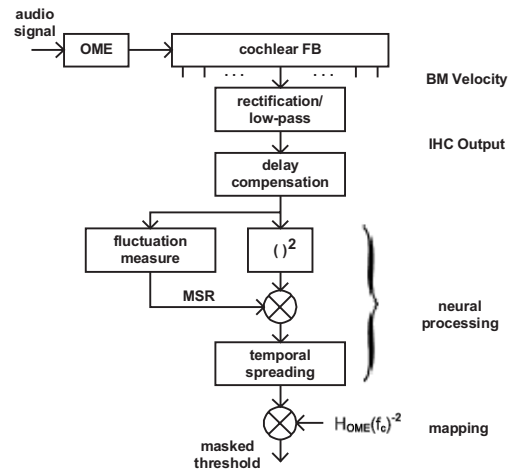 audio
signal
OME
cochlear FB
. . .
. . .
BM Velocity
rectification/
low-pass
IHC Output
delay
compensation
fluctuation
measure
( )²
MSR
neural
processing
temporal
spreading
H_OME(f_c)⁻²
mapping
masked
threshold